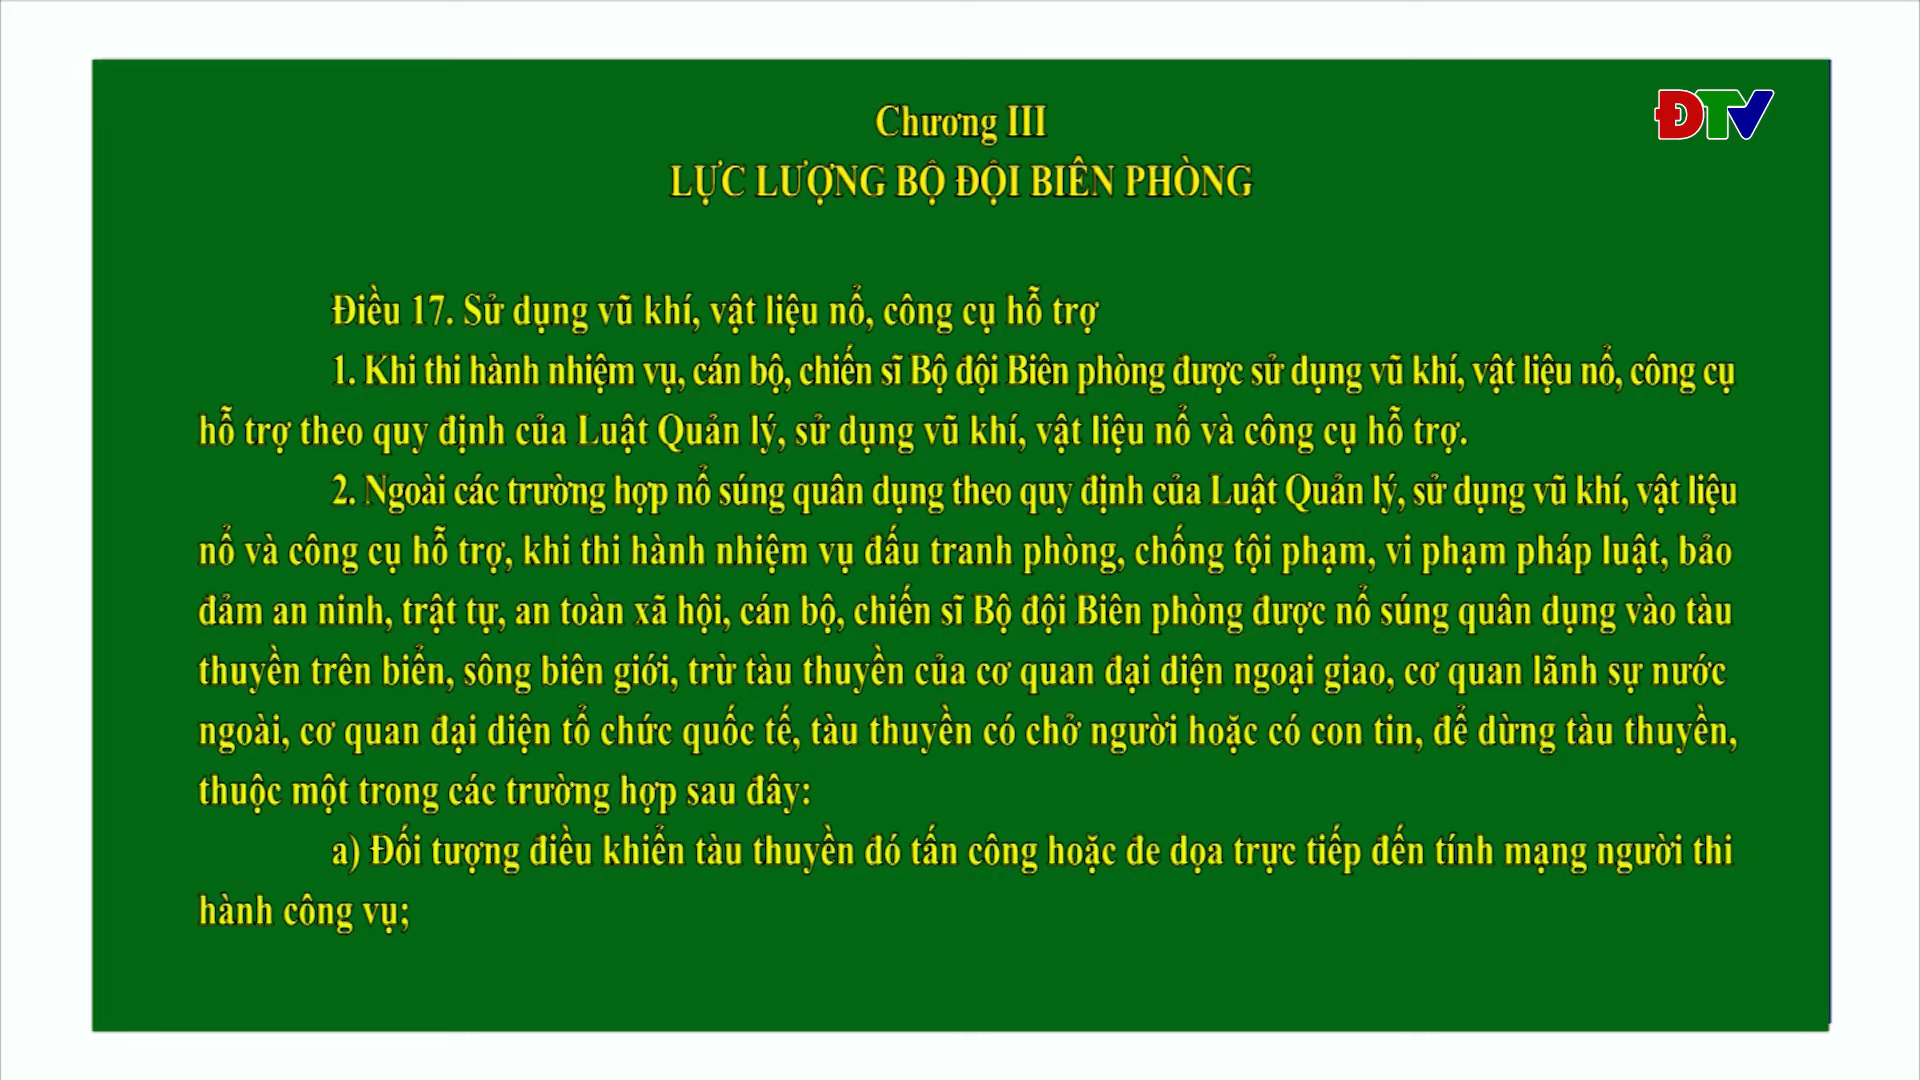 ĐTV
Chương III
LỰC LƯỢNG BỘ ĐỘI BIÊN PHÒNG
Điều 17. Sử dụng vũ khí, vật liệu nổ, công cụ hỗ trợ
1. Khi thi hành nhiệm vụ, cán bộ, chiến sĩ Bộ đội Biên phòng được sử dụng vũ khí, vật liệu nổ, công cụ
hỗ trợ theo quy định của Luật Quản lý, sử dụng vũ khí, vật liệu nổ và công cụ hỗ trợ.
2. Ngoài các trường hợp nổ súng quân dụng theo quy định của Luật Quản lý, sử dụng vũ khí, vật liệu
nổ và công cụ hỗ trợ, khi thi hành nhiệm vụ đấu tranh phòng, chống tội phạm, vi phạm pháp luật, bảo
đảm an ninh, trật tự, an toàn xã hội, cán bộ, chiến sĩ Bộ đội Biên phòng được nổ súng quân dụng vào tàu
thuyền trên biển, sông biên giới, trừ tàu thuyền của cơ quan đại diện ngoại giao, cơ quan lãnh sự nước
ngoài, cơ quan đại diện tổ chức quốc tế, tàu thuyền có chở người hoặc có con tin, để dừng tàu thuyền,
thuộc một trong các trường hợp sau đây:
a) Đối tượng điều khiển tàu thuyền đó tấn công hoặc đe dọa trực tiếp đến tính mạng người thi
hành công vụ;